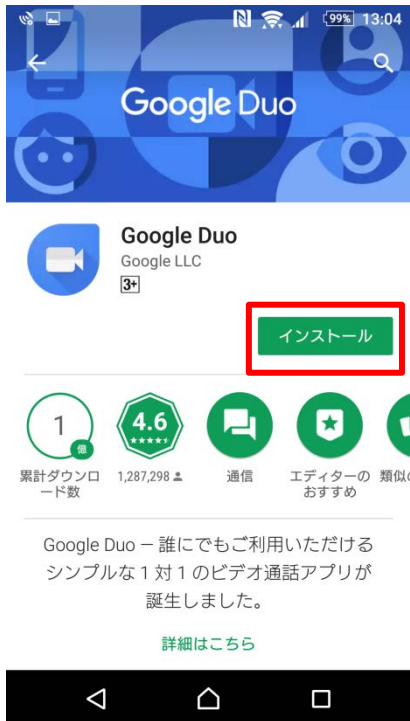 99% 13:04
Google Duo
Google Duo
Google LLC
3+
インストール
1
億
4.6
累計ダウンロ
ード数
1,287,298
通信
エディターの
おすすめ
類似の
Google Duo – 誰にでもご利用いただける
シンプルな 1 対 1 のビデオ通話アプリが
誕生しました。
詳細はこちら